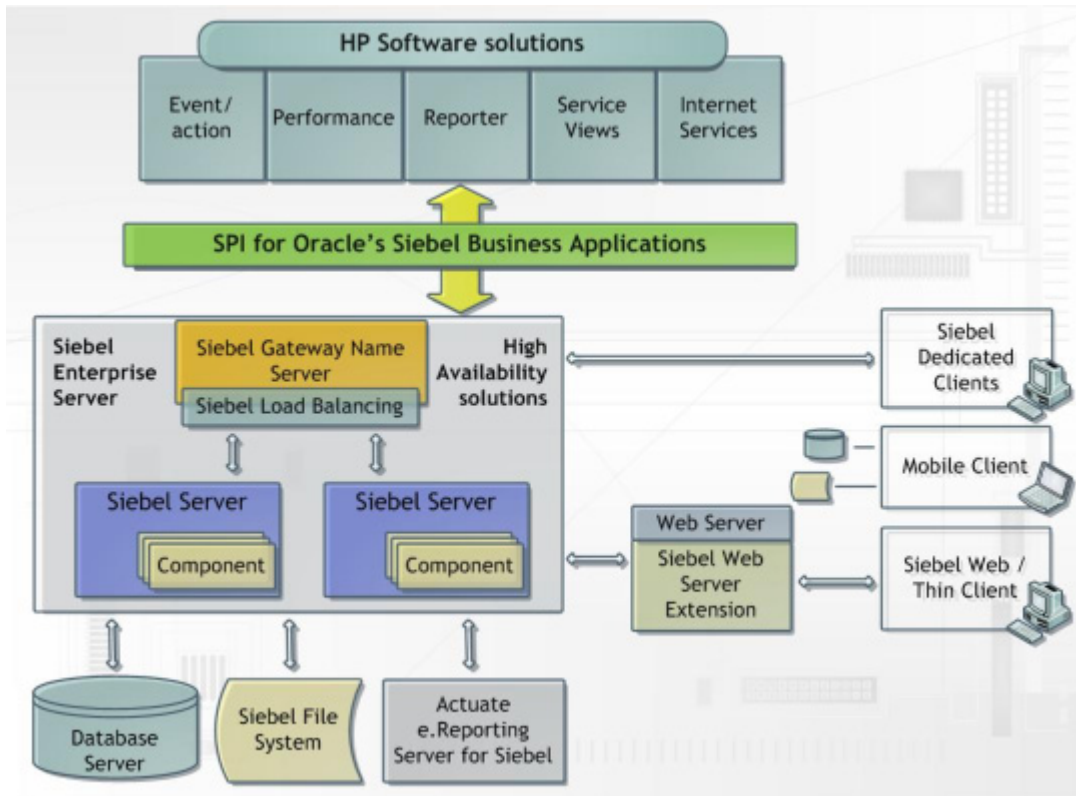 HP Software solutions
Event/
action
Performance
Reporter
Service
Views
Internet
Services
SPI for Oracle's Siebel Business Applications
Siebel
Enterprise
Server
Siebel Gateway Name
Server
Siebel Load Balancing
High
Availability
solutions
Siebel Server
Component
Siebel Server
Component
Siebel
Dedicated
Clients
Mobile Client
Web Server
Siebel Web
Server
Extension
Siebel Web /
Thin Client
Database
Server
Siebel File
System
Actuate
e.Reporting
Server for Siebel